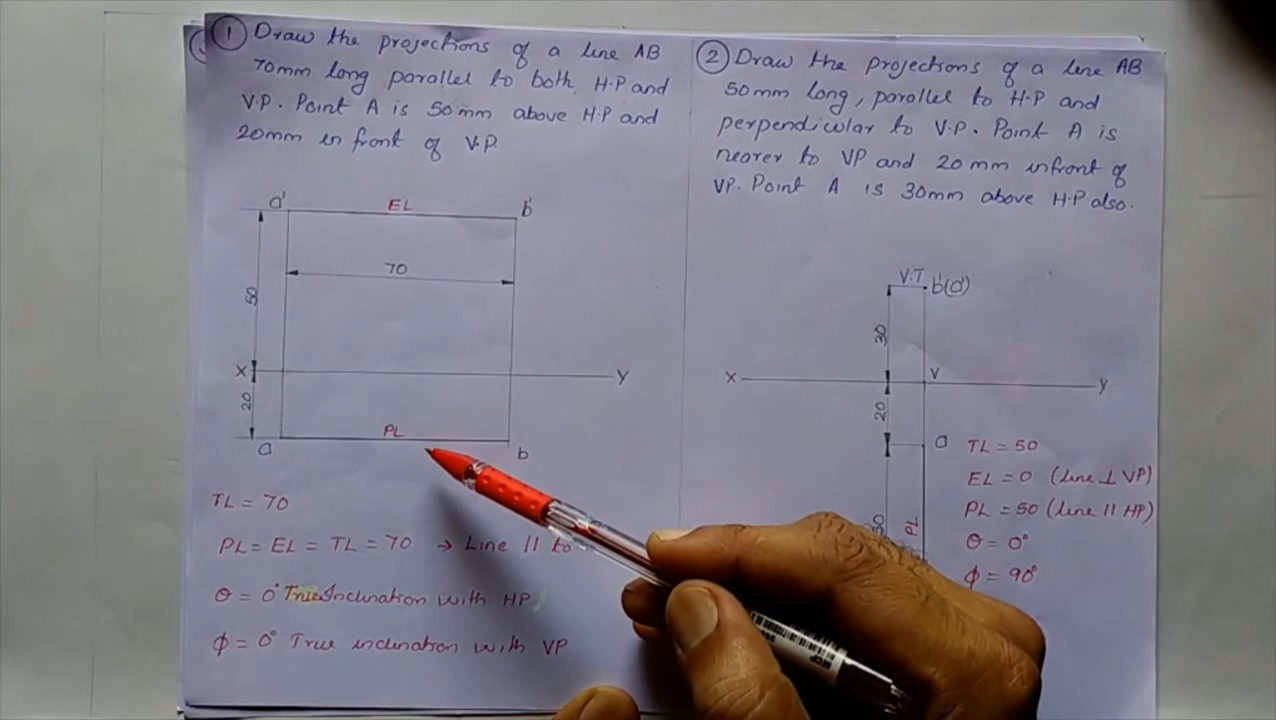 1 Draw the projections of a line AB
70mm long parallel to both H.P and
V.P. Point A is 50mm above H.P and
20mm in front of V.P.
a' EL b'
70
50
X Y
20
PL
a b
TL = 70
PL = EL = TL = 70 → Line // to
θ = 0° True Inclination with HP
φ = 0° True inclination with VP
2 Draw the projections of a line AB
50mm long, parallel to H.P and
perpendicular to V.P. Point A is
nearer to VP and 20mm infront of
VP. Point A is 30mm above H.P also.
V.T b'(a')
30
X V Y
20
a
PL
TL = 50
EL = 0 (Line ⊥ VP)
PL = 50 (line // HP)
θ = 0°
φ = 90°